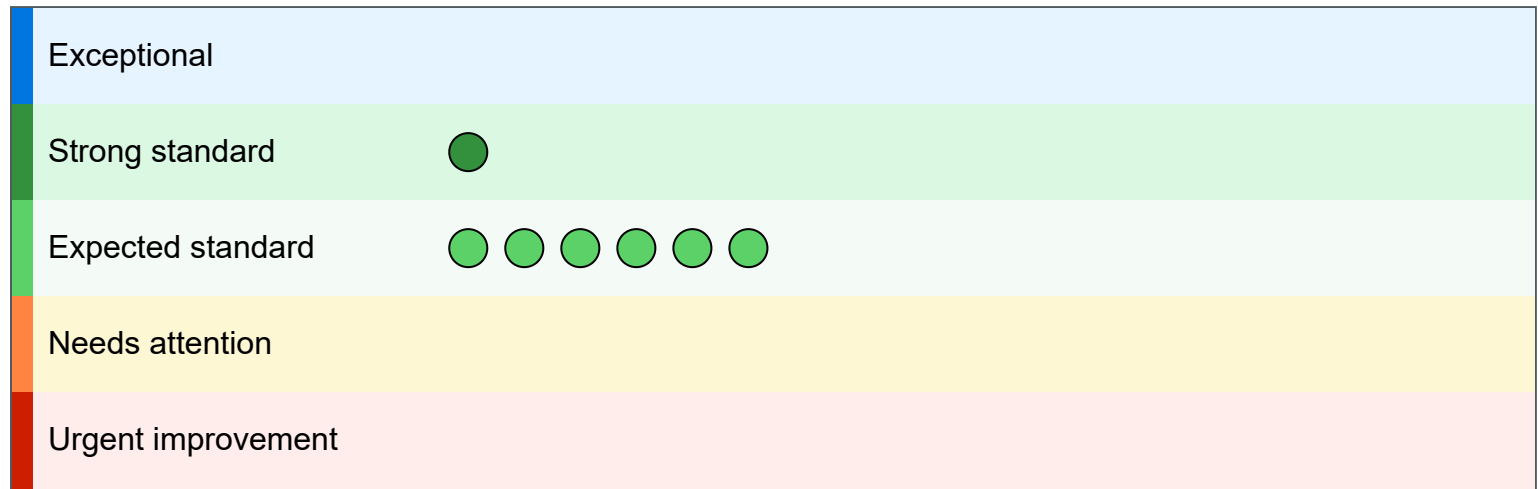 Exceptional
Strong standard
Expected standard
Needs attention
Urgent improvement